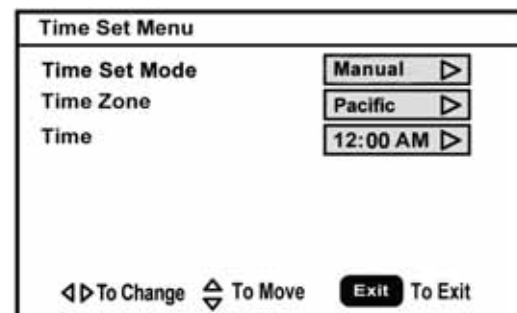 Time Set Menu
Time Set Mode Manual
Time Zone Pacific
Time 12:00 AM
To Change To Move Exit To Exit